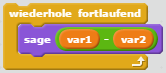 wiederhole fortlaufend
sage var1 - var2